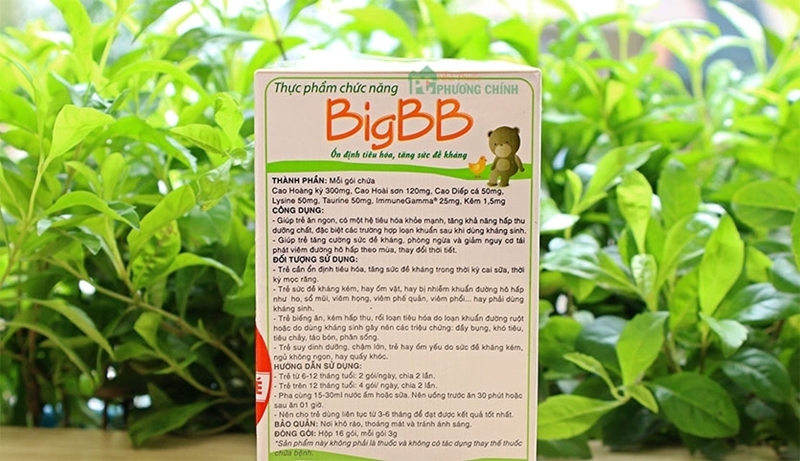 PHƯƠNG CHÍNH
Thực phẩm chức năng
BigBB
Ổn định tiêu hóa, tăng sức đề kháng
THÀNH PHẦN: Mỗi gói chứa
Cao Hoàng kỳ 300mg, Cao Hoài sơn 120mg, Cao Diếp cá 50mg,
Lysine 50mg, Taurine 50mg, ImmuneGamma® 25mg, Kẽm 1,5mg
CÔNG DỤNG:
- Giúp trẻ ăn ngon, có một hệ tiêu hóa khỏe mạnh, tăng khả năng hấp thu
dưỡng chất, đặc biệt các trường hợp loạn khuẩn sau khi dùng kháng sinh.
- Giúp trẻ tăng cường sức đề kháng, phòng ngừa và giảm nguy cơ tái
phát viêm đường hô hấp theo mùa, thay đổi thời tiết.
ĐỐI TƯỢNG SỬ DỤNG:
- Trẻ cần ổn định tiêu hóa, tăng sức đề kháng trong thời kỳ cai sữa, thời
kỳ mọc răng.
- Trẻ sức đề kháng kém, hay ốm vặt, hay bị nhiễm khuẩn đường hô hấp
như ho, sổ mũi, viêm họng, viêm phế quản, viêm phổi... hay phải dùng
kháng sinh.
- Trẻ biếng ăn, kém hấp thu, rối loạn tiêu hóa do loạn khuẩn đường ruột
hoặc do dùng kháng sinh gây nên các triệu chứng: đầy bụng, khó tiêu,
tiêu chảy, táo bón, phân sống.
- Trẻ suy dinh dưỡng, chậm lớn, trẻ hay ốm yếu do sức đề kháng kém,
ngủ không ngon, hay quấy khóc.
HƯỚNG DẪN SỬ DỤNG:
- Trẻ từ 6-12 tháng tuổi: 2 gói/ngày, chia 2 lần.
- Trẻ trên 12 tháng tuổi: 4 gói/ ngày, chia 2 lần.
- Pha cùng 15-30ml nước ấm hoặc sữa. Nên uống trước ăn 30 phút hoặc
sau ăn 01 giờ.
- Nên cho trẻ dùng liên tục từ 3-6 tháng để đạt được kết quả tốt nhất.
BẢO QUẢN: Nơi khô ráo, thoáng mát và tránh ánh sáng.
ĐÓNG GÓI: Hộp 16 gói, mỗi gói 3g
*Sản phẩm này không phải là thuốc và không có tác dụng thay thế thuốc
chữa bệnh.